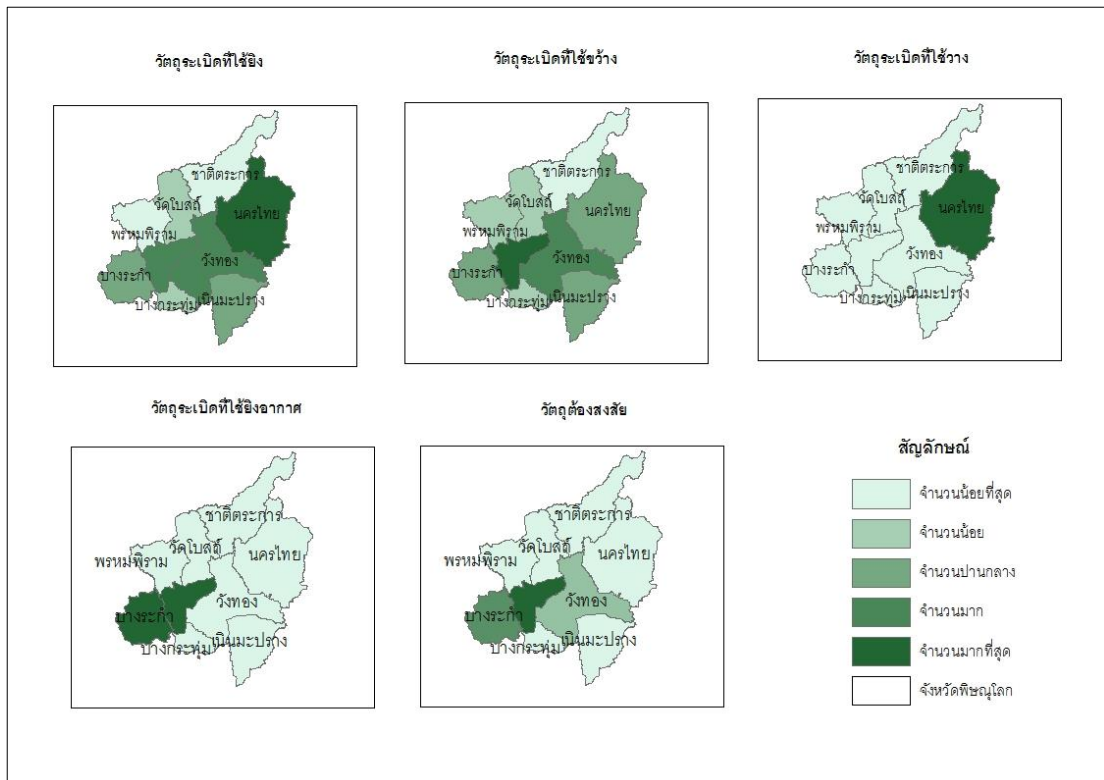 วัตถุระเบิดที่ใช้ยิง
วัตถุระเบิดที่ใช้ขว้าง
วัตถุระเบิดที่ใช้วาง
ชาติตระการ
วัดโบสถ์
นครไทย
พรหมพิราม
วังทอง
บางระกำ
บางกระทุ่ม
เนินมะปราง
ชาติตระการ
วัดโบสถ์
นครไทย
พรหมพิราม
วังทอง
บางระกำ
บางกระทุ่ม
เนินมะปราง
ชาติตระการ
วัดโบสถ์
นครไทย
พรหมพิราม
วังทอง
บางระกำ
เนินมะปราง
บางกระทุ่ม
วัตถุระเบิดที่ใช้ยิงอากาศ
วัตถุต้องสงสัย
ชาติตระการ
วัดโบสถ์
นครไทย
พรหมพิราม
วังทอง
บางระกำ
บางกระทุ่ม
เนินมะปราง
ชาติตระการ
วัดโบสถ์
นครไทย
พรหมพิราม
วังทอง
บางระกำ
บางกระทุ่ม
เนินมะปราง
สัญลักษณ์
จำนวนน้อยที่สุด
จำนวนน้อย
จำนวนปานกลาง
จำนวนมาก
จำนวนมากที่สุด
จังหวัดพิษณุโลก